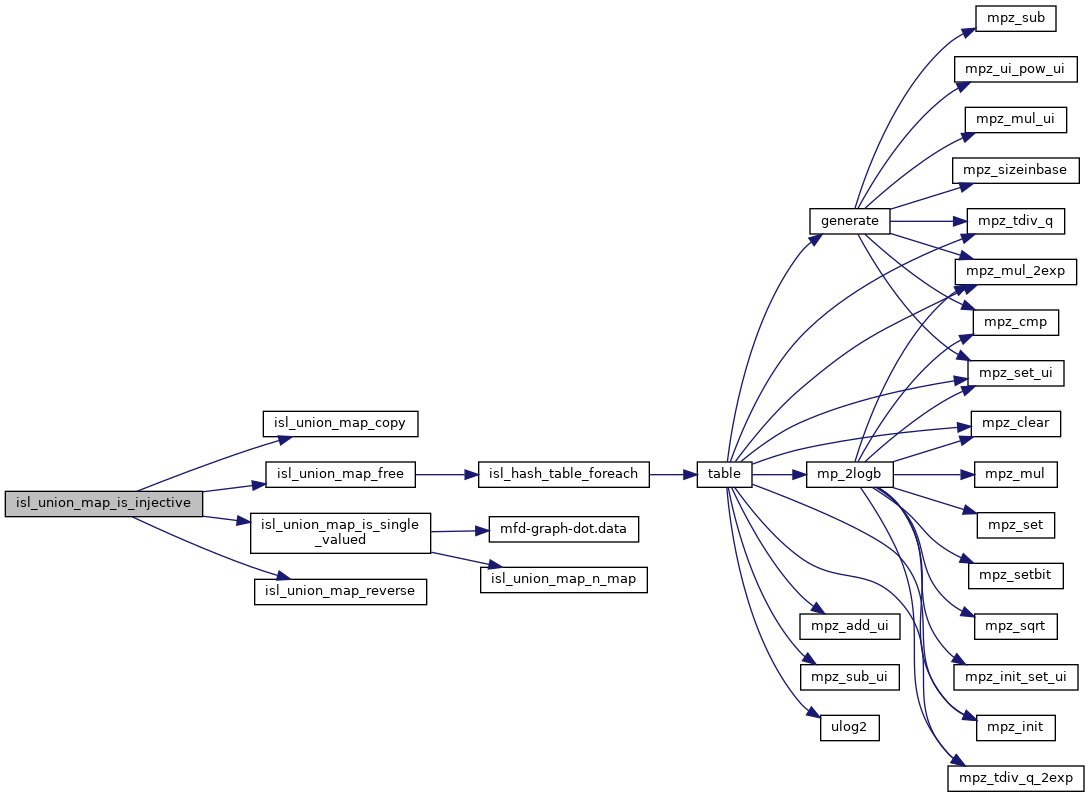 mpz_sub
mpz_ui_pow_ui
mpz_mul_ui
mpz_sizeinbase
generate
mpz_tdiv_q
mpz_mul_2exp
mpz_cmp
mpz_set_ui
isl_union_map_copy
mpz_clear
isl_union_map_free
isl_hash_table_foreach
table
mp_2logb
mpz_mul
isl_union_map_is_injective
isl_union_map_is_single
_valued
mfd-graph-dot.data
mpz_set
isl_union_map_n_map
mpz_setbit
isl_union_map_reverse
mpz_add_ui
mpz_sqrt
mpz_sub_ui
mpz_init_set_ui
ulog2
mpz_init
mpz_tdiv_q_2exp